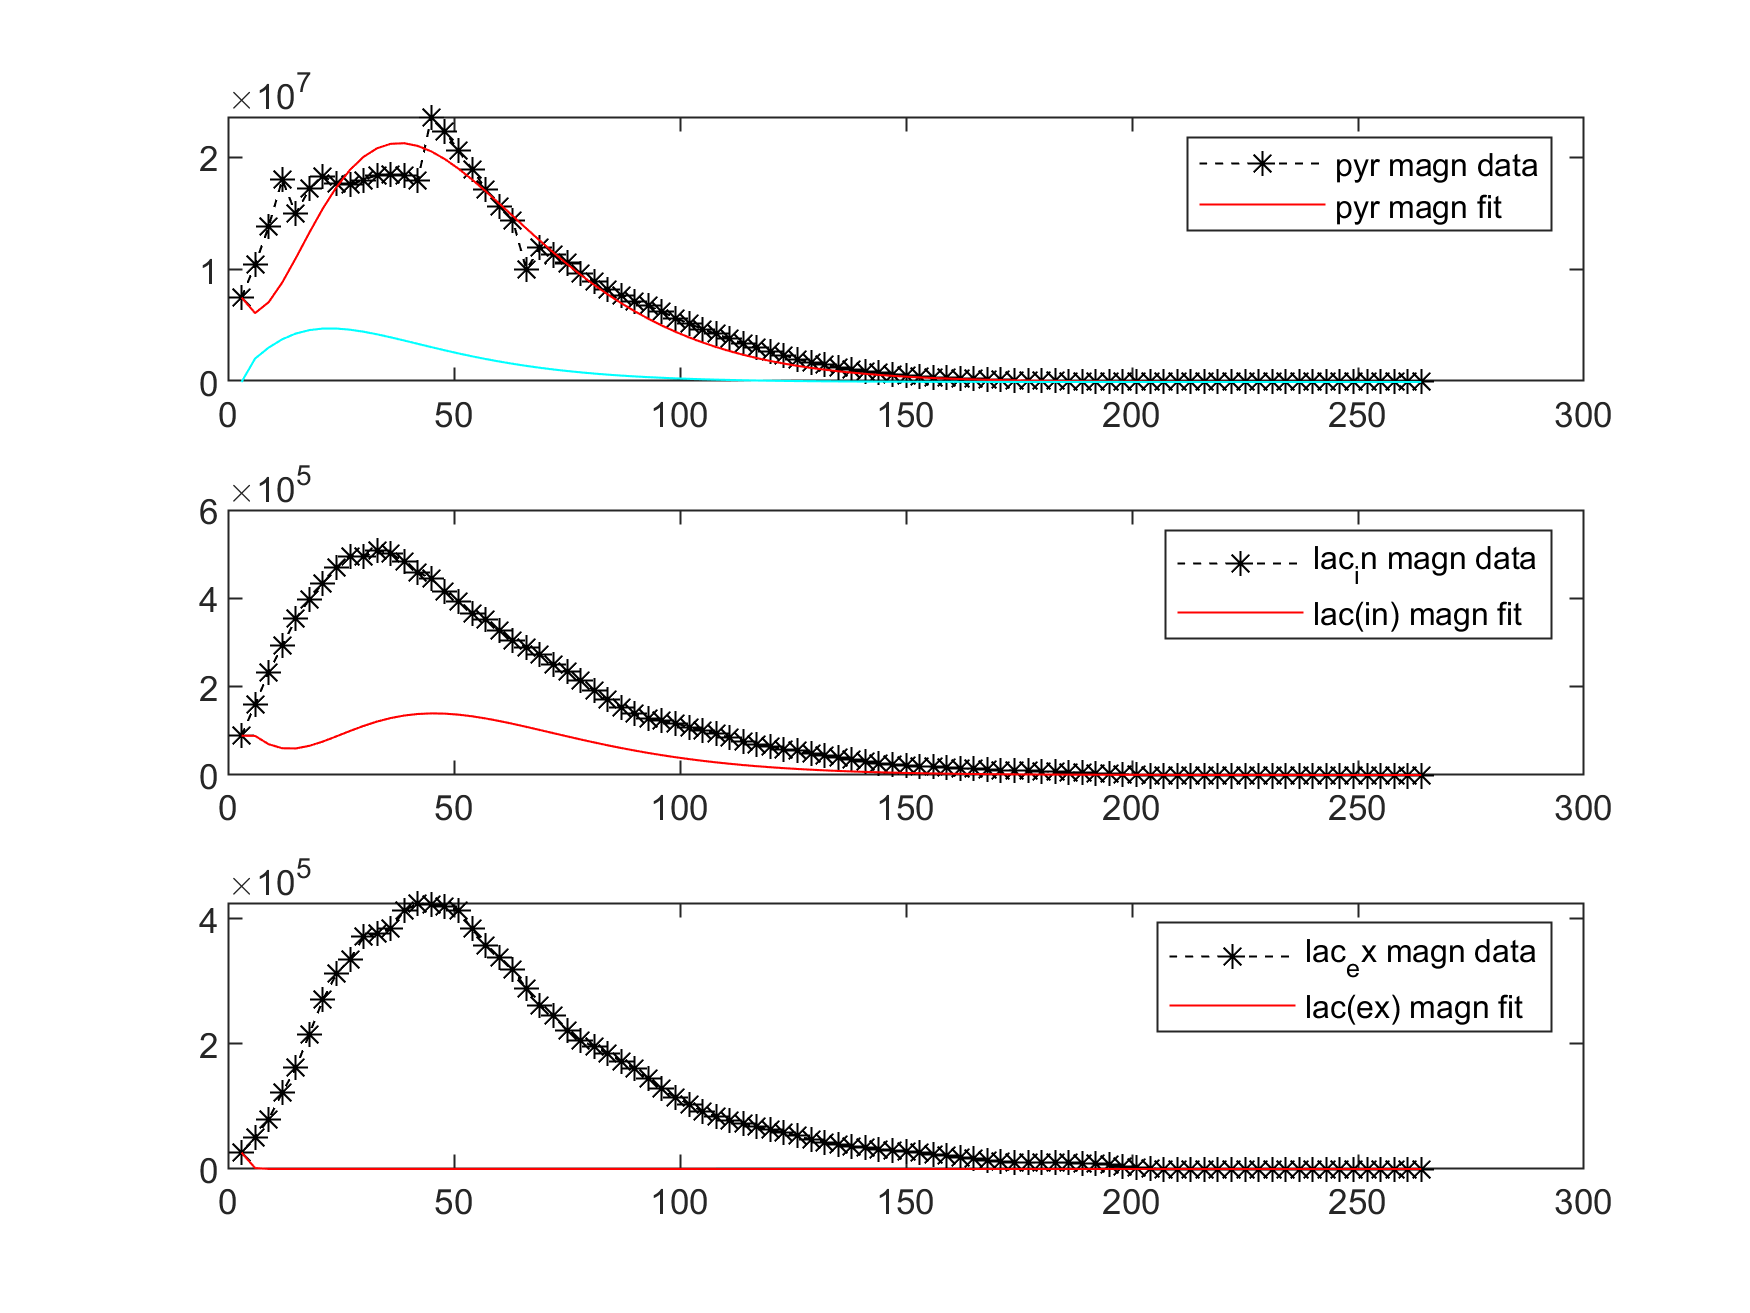 ×10^7
2
1
0
0 50 100 150 200 250 300
pyr magn data
pyr magn fit
×10^5
6
4
2
0
0 50 100 150 200 250 300
lac_in magn data
lac(in) magn fit
×10^5
4
2
0
0 50 100 150 200 250 300
lac_ex magn data
lac(ex) magn fit